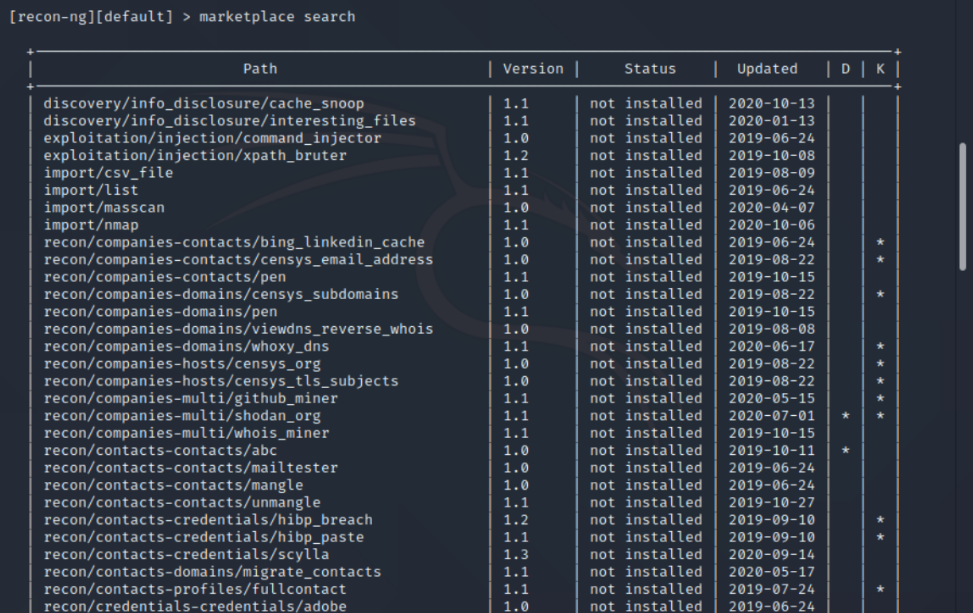 [recon-ng][default] > marketplace search
Path | Version | Status | Updated | D | K |
discovery/info_disclosure/cache_snoop | 1.1 | not installed | 2020-10-13 | | |
discovery/info_disclosure/interesting_files | 1.1 | not installed | 2020-01-13 | | |
exploitation/injection/command_injector | 1.0 | not installed | 2019-06-24 | | |
exploitation/injection/xpath_bruter | 1.2 | not installed | 2019-10-08 | | |
import/csv_file | 1.1 | not installed | 2019-08-09 | | |
import/list | 1.1 | not installed | 2019-06-24 | | |
import/masscan | 1.0 | not installed | 2020-04-07 | | |
import/nmap | 1.1 | not installed | 2020-10-06 | | |
recon/companies-contacts/bing_linkedin_cache | 1.0 | not installed | 2019-06-24 | | * |
recon/companies-contacts/censys_email_address | 1.0 | not installed | 2019-08-22 | | * |
recon/companies-contacts/pen | 1.1 | not installed | 2019-10-15 | | |
recon/companies-domains/censys_subdomains | 1.0 | not installed | 2019-08-22 | | * |
recon/companies-domains/pen | 1.1 | not installed | 2019-10-15 | | |
recon/companies-domains/viewdns_reverse_whois | 1.0 | not installed | 2019-08-08 | | |
recon/companies-domains/whoxy_dns | 1.1 | not installed | 2020-06-17 | | * |
recon/companies-hosts/censys_org | 1.0 | not installed | 2019-08-22 | | * |
recon/companies-hosts/censys_tls_subjects | 1.0 | not installed | 2019-08-22 | | * |
recon/companies-multi/github_miner | 1.1 | not installed | 2020-05-15 | | * |
recon/companies-multi/shodan_org | 1.1 | not installed | 2020-07-01 | * | * |
recon/companies-multi/whois_miner | 1.1 | not installed | 2019-10-15 | | |
recon/contacts-contacts/abc | 1.0 | not installed | 2019-10-11 | * | |
recon/contacts-contacts/mailtester | 1.0 | not installed | 2019-06-24 | | |
recon/contacts-contacts/mangle | 1.0 | not installed | 2019-06-24 | | |
recon/contacts-contacts/unmangle | 1.1 | not installed | 2019-10-27 | | |
recon/contacts-credentials/hibp_breach | 1.2 | not installed | 2019-09-10 | | * |
recon/contacts-credentials/hibp_paste | 1.1 | not installed | 2019-09-10 | | * |
recon/contacts-credentials/scylla | 1.3 | not installed | 2020-09-14 | | |
recon/contacts-domains/migrate_contacts | 1.1 | not installed | 2020-05-17 | | |
recon/contacts-profiles/fullcontact | 1.1 | not installed | 2019-07-24 | | * |
recon/credentials-credentials/adobe | 1.0 | not installed | 2019-06-24 | | |